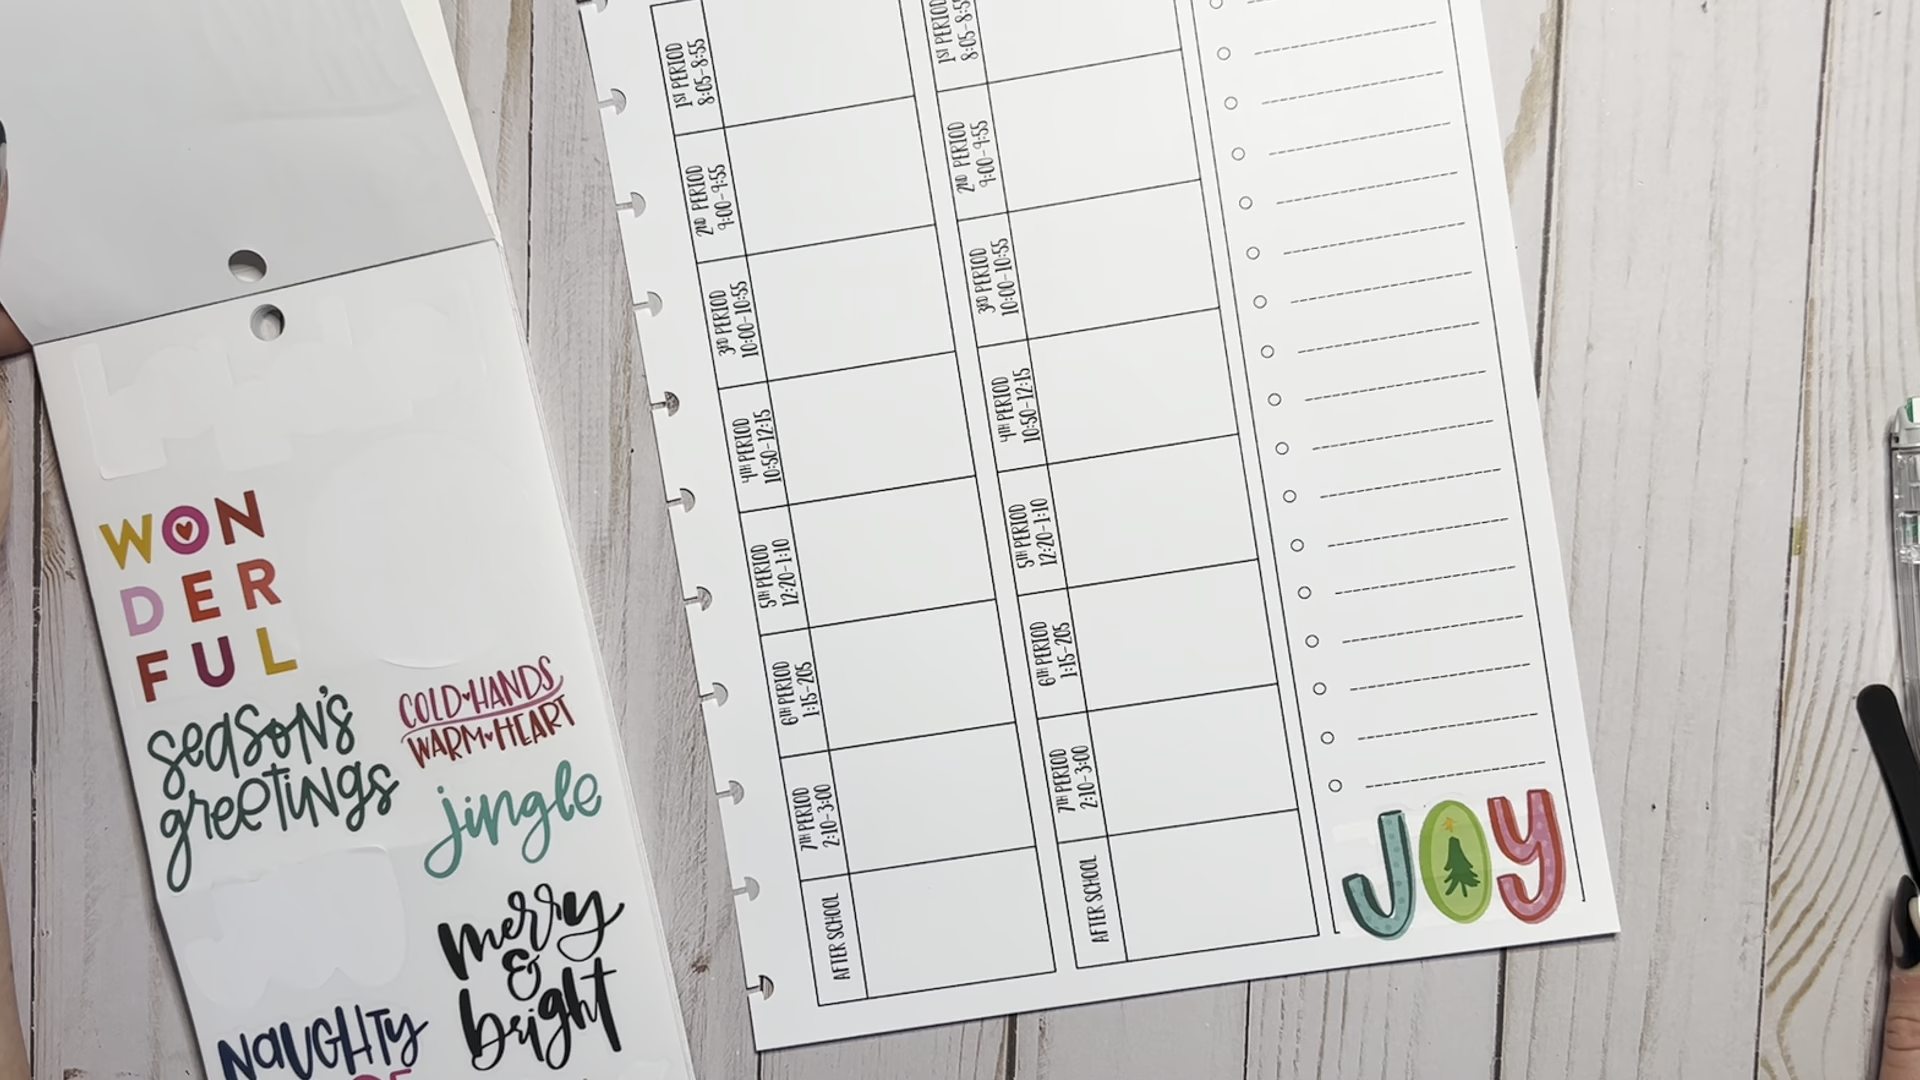 WON
DER
FUL
season's
greetings
COLD HANDS
WARM HEART
jingle
merry
&
bright
NAUGHTY
1ST PERIOD
8:05-8:55
2ND PERIOD
9:00-9:55
3RD PERIOD
10:00-10:55
4TH PERIOD
10:50-12:15
5TH PERIOD
12:20-1:10
6TH PERIOD
1:15-205
7TH PERIOD
2:10-3:00
AFTER SCHOOL
1ST PERIOD
8:05-8:55
2ND PERIOD
9:00-9:55
3RD PERIOD
10:00-10:55
4TH PERIOD
10:50-12:15
5TH PERIOD
12:20-1:10
6TH PERIOD
1:15-205
7TH PERIOD
2:10-3:00
AFTER SCHOOL
JOY